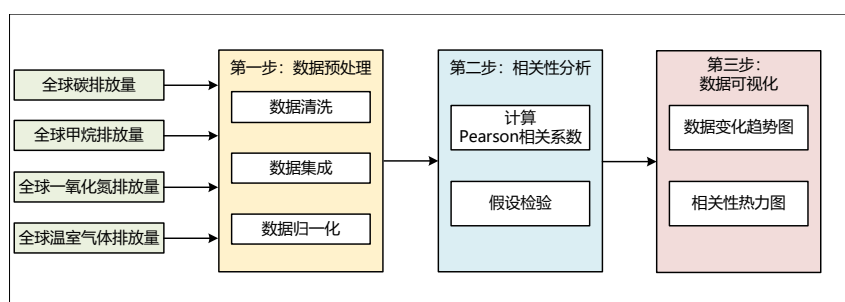 全球碳排放量
全球甲烷排放量
全球一氧化氮排放量
全球温室气体排放量
第一步：数据预处理
数据清洗
数据集成
数据归一化
第二步：相关性分析
计算
Pearson相关系数
假设检验
第三步：
数据可视化
数据变化趋势图
相关性热力图